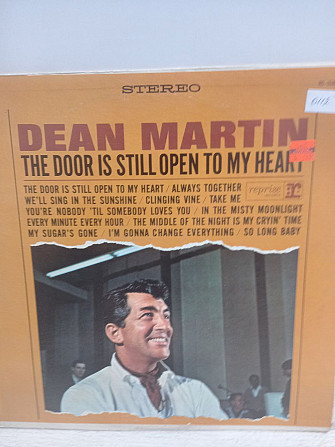 STEREO
DEAN MARTIN
THE DOOR IS STILL OPEN TO MY HEART
THE DOOR IS STILL OPEN TO MY HEART / ALWAYS TOGETHER
WE'LL SING IN THE SUNSHINE / CLINGING VINE / TAKE ME
YOU'RE NOBODY 'TIL SOMEBODY LOVES YOU / IN THE MISTY MOONLIGHT
EVERY MINUTE EVERY HOUR / THE MIDDLE OF THE NIGHT IS MY CRYIN' TIME
MY SUGAR'S GONE / I'M GONNA CHANGE EVERYTHING / SO LONG BABY
reprise